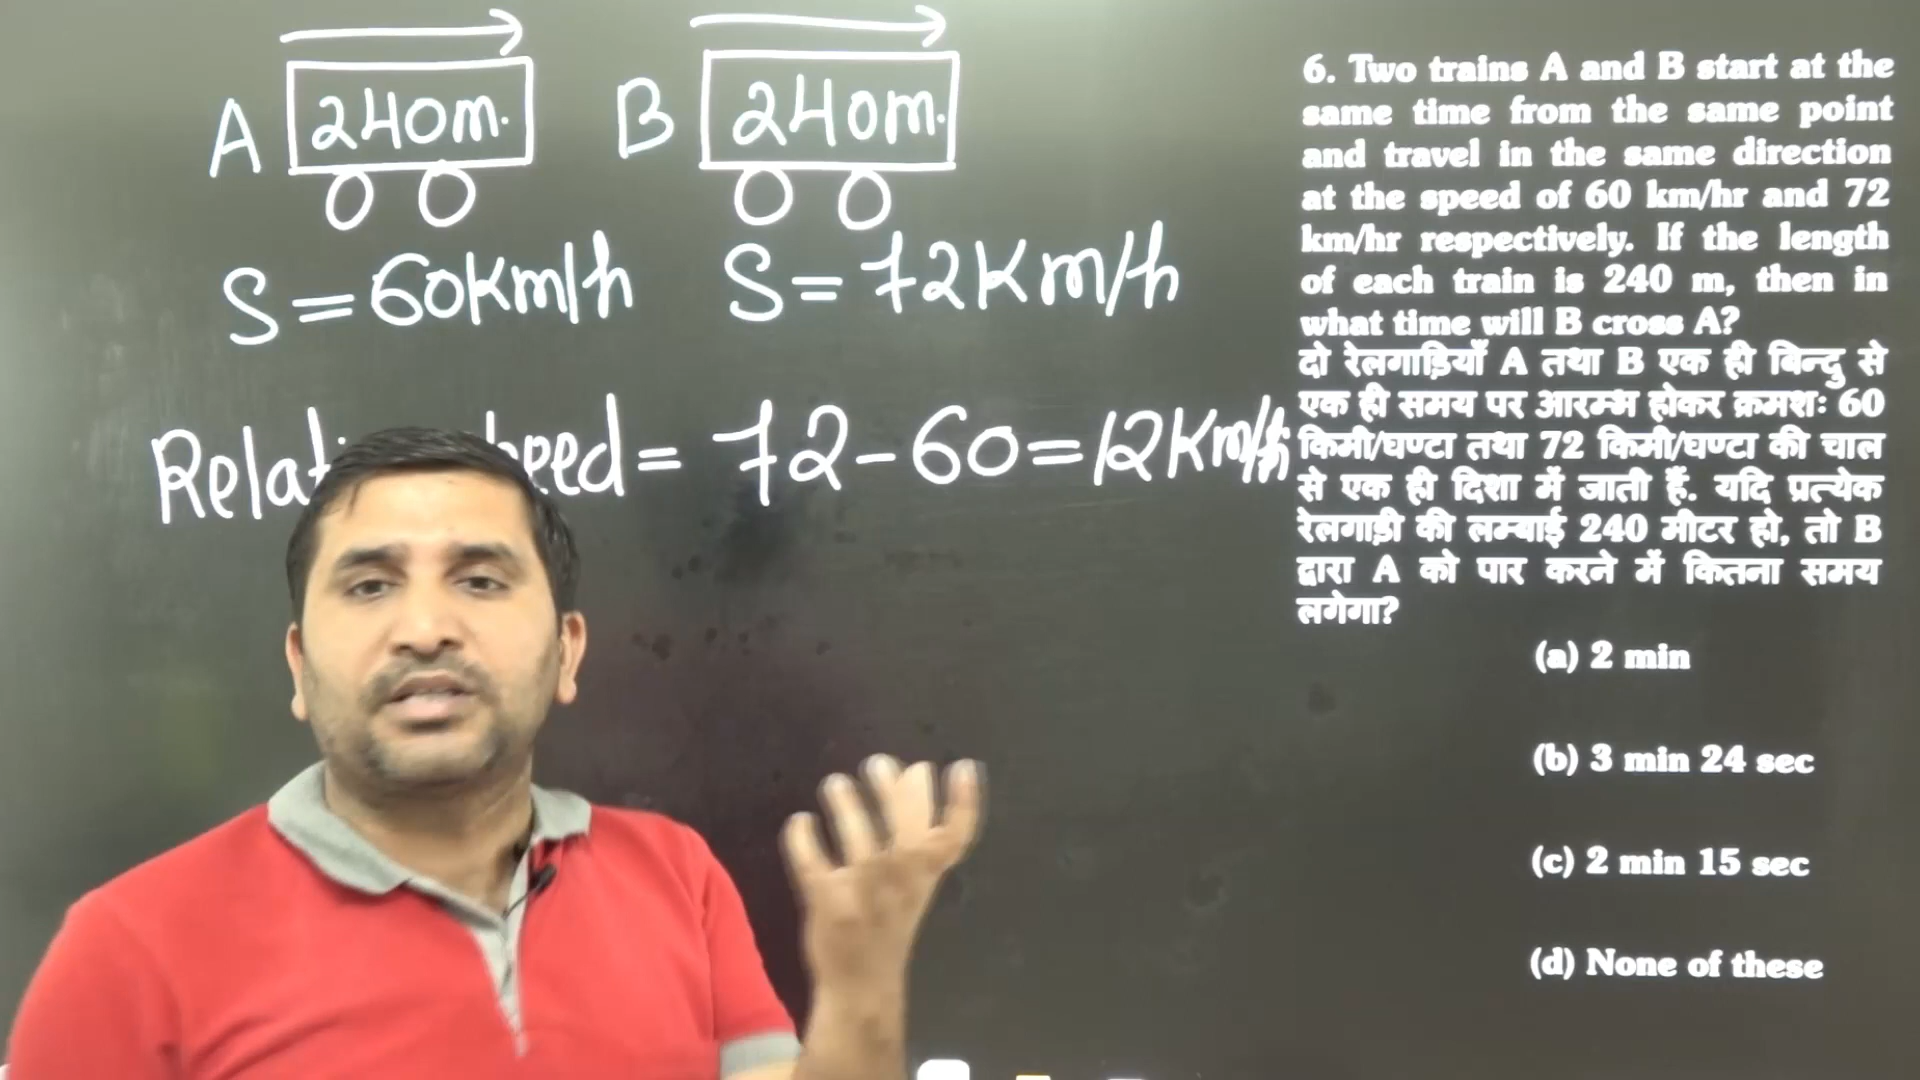 A 240m. B 240m.
S = 60Km/h S = 72Km/h
= 72 - 60 = 12Km/h
6. Two trains A and B start at the
same time from the same point
and travel in the same direction
at the speed of 60 km/hr and 72
km/hr respectively. If the length
of each train is 240 m, then in
what time will B cross A?
दो रेलगाड़ियाँ A तथा B एक ही बिन्दु से
एक ही समय पर आरम्भ होकर क्रमशः 60
किमी/घण्टा तथा 72 किमी/घण्टा की चाल
से एक ही दिशा में जाती हैं. यदि प्रत्येक
रेलगाड़ी की लम्बाई 240 मीटर हो, तो B
द्वारा A को पार करने में कितना समय
लगेगा?
(a) 2 min
(b) 3 min 24 sec
(c) 2 min 15 sec
(d) None of these